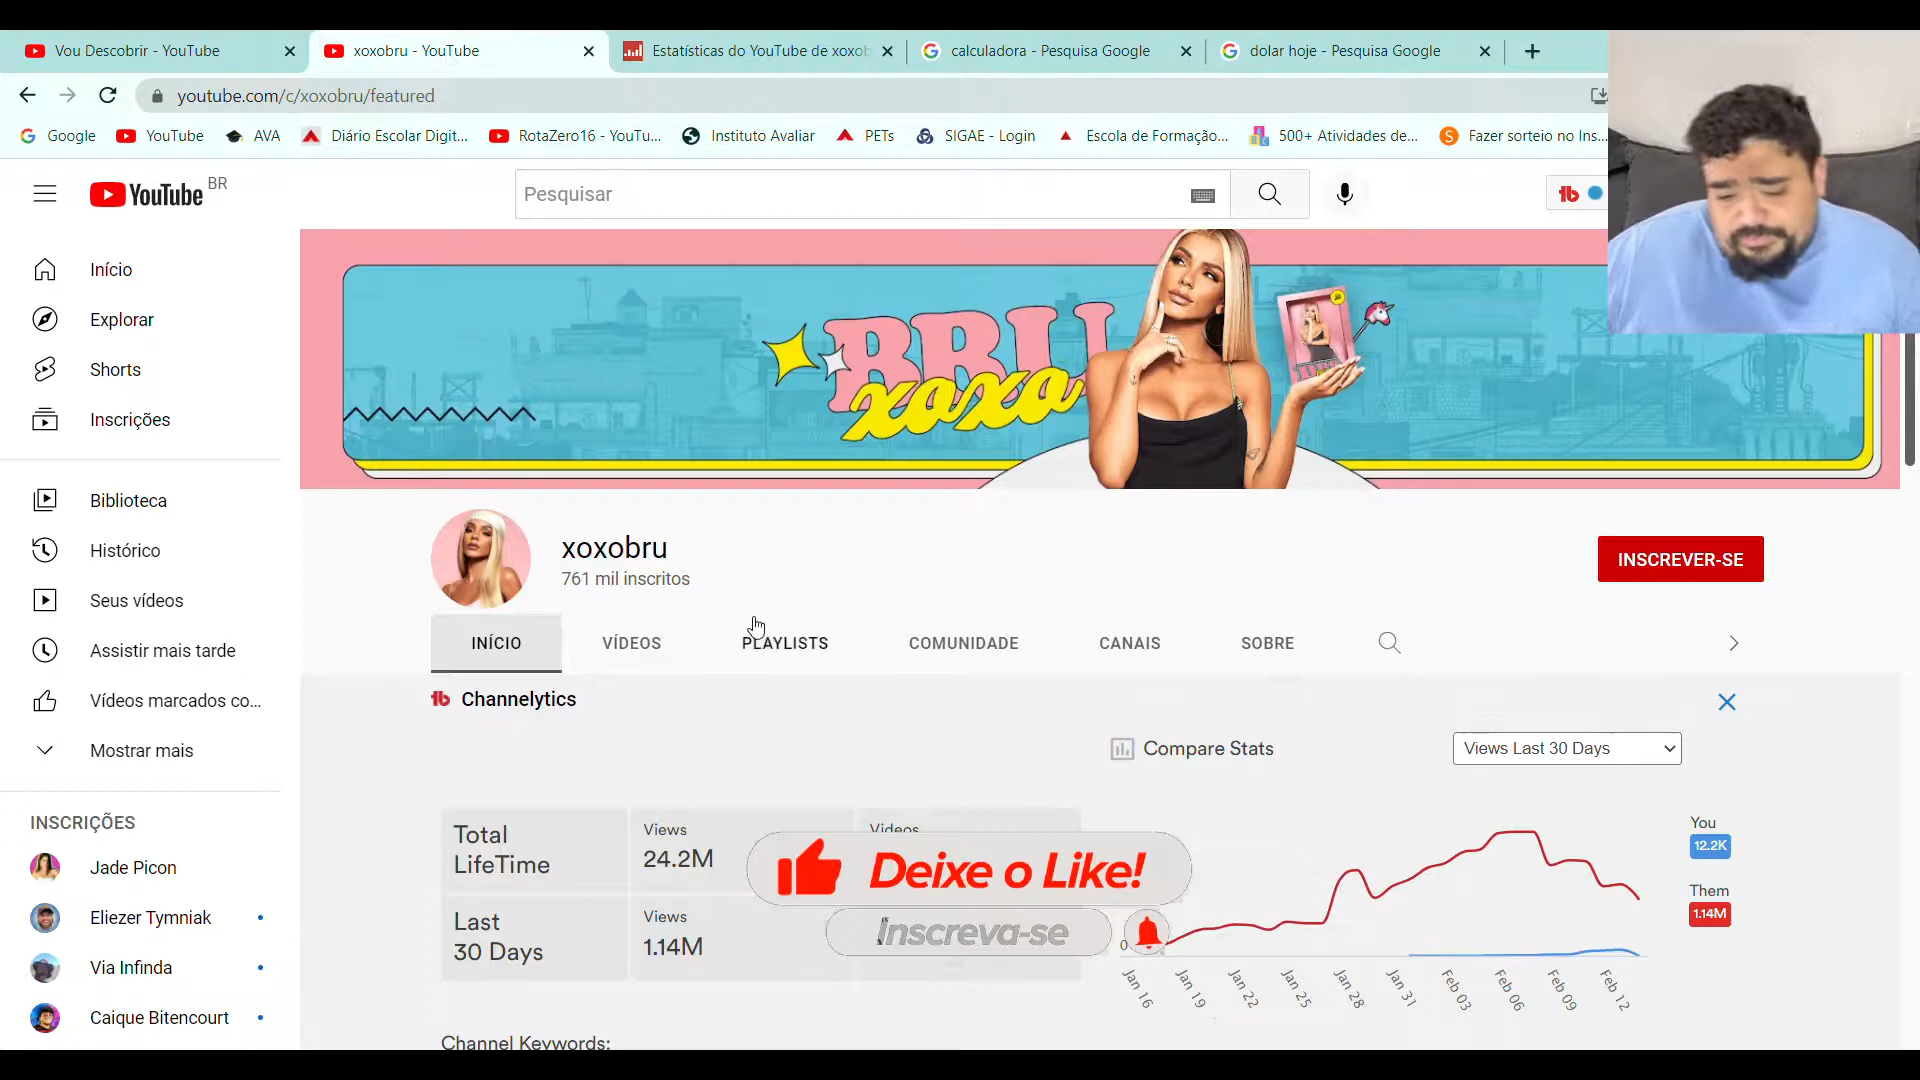 Vou Descobrir - YouTube
xoxobru - YouTube
Estatísticas do YouTube de xoxob
calculadora - Pesquisa Google
dolar hoje - Pesquisa Google
youtube.com/c/xoxobru/featured
Google
YouTube
AVA
Diário Escolar Digit...
RotaZero16 - YouTu...
Instituto Avaliar
PETs
SIGAE - Login
Escola de Formação...
500+ Atividades de...
Fazer sorteio no Ins...
YouTube BR
Pesquisar
Início
Explorar
Shorts
Inscrições
Biblioteca
Histórico
Seus vídeos
Assistir mais tarde
Vídeos marcados co...
Mostrar mais
INSCRIÇÕES
Jade Picon
Eliezer Tymniak
Via Infinda
Caique Bitencourt
BRU
xoxo
xoxobru
761 mil inscritos
INSCREVER-SE
INÍCIO
VÍDEOS
PLAYLISTS
COMUNIDADE
CANAIS
SOBRE
Channelytics
Compare Stats
Views Last 30 Days
Total
LifeTime
Views
24.2M
Videos
Last
30 Days
Views
1.14M
Deixe o Like!
Inscreva-se
You
12.2K
Them
1.14M
0
Jan 16
Jan 19
Jan 22
Jan 25
Jan 28
Jan 31
Feb 03
Feb 06
Feb 09
Feb 12
Channel Keywords: